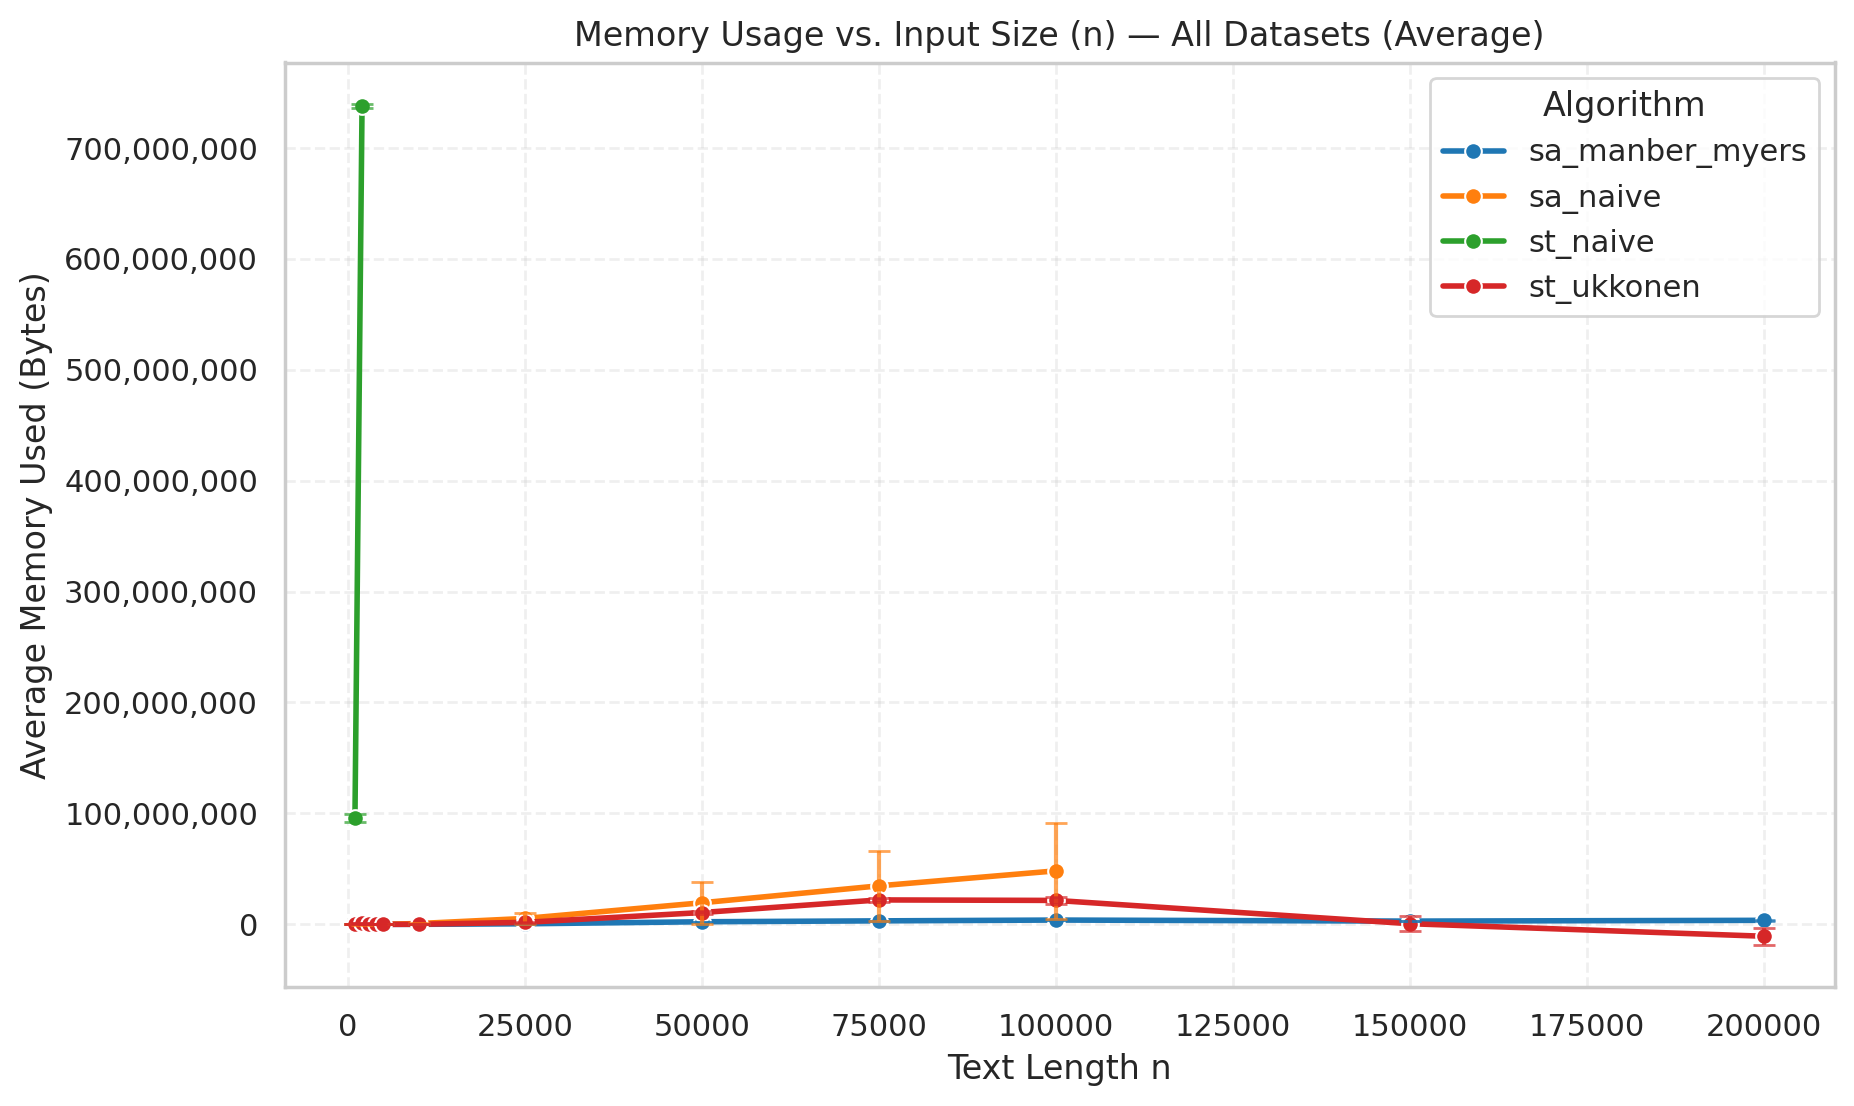 Memory Usage vs. Input Size (n) — All Datasets (Average)
Algorithm
sa_manber_myers
sa_naive
st_naive
st_ukkonen
Average Memory Used (Bytes)
700,000,000
600,000,000
500,000,000
400,000,000
300,000,000
200,000,000
100,000,000
0
0 25000 50000 75000 100000 125000 150000 175000 200000
Text Length n